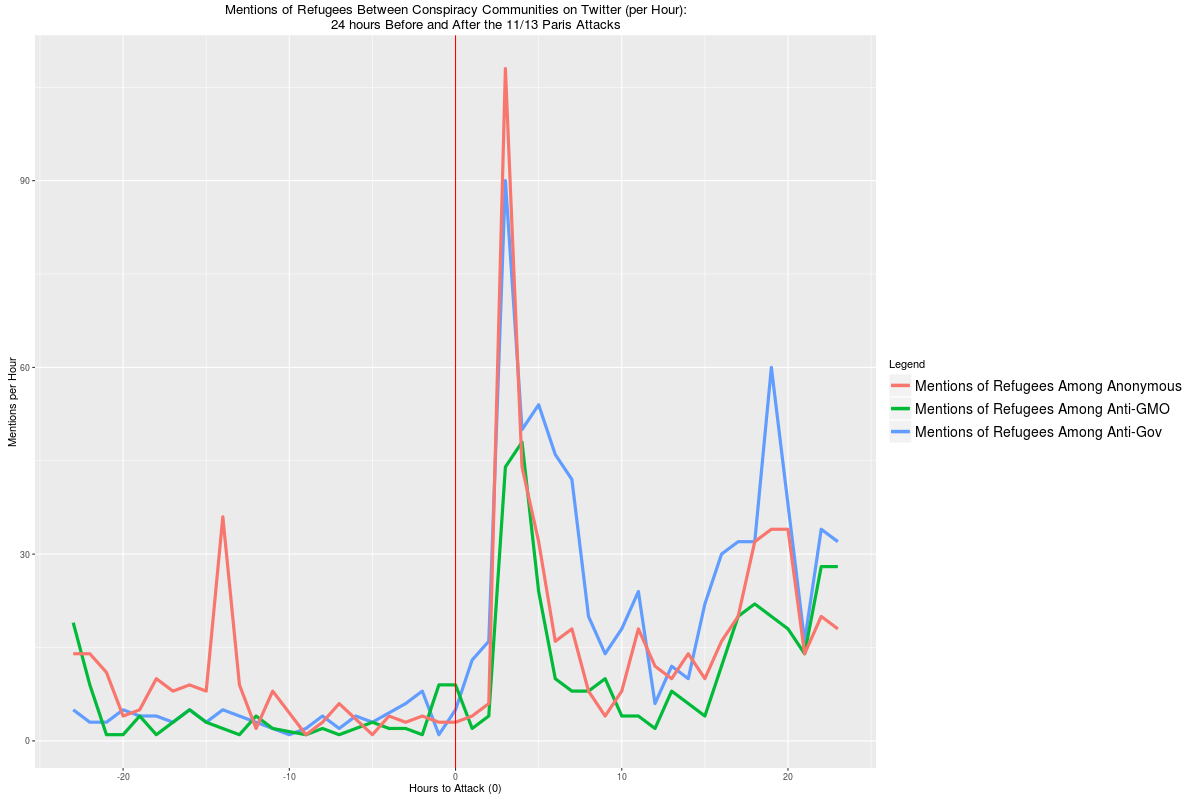 Mentions of Refugees Between Conspiracy Communities on Twitter (per Hour):
24 hours Before and After the 11/13 Paris Attacks
Mentions per Hour
90
60
30
0
-20
-10
0
10
20
Hours to Attack (0)
Legend
Mentions of Refugees Among Anonymous
Mentions of Refugees Among Anti-GMO
Mentions of Refugees Among Anti-Gov